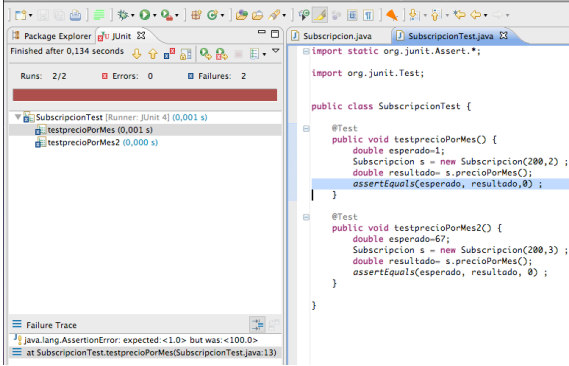 Package Explorer
JUnit
Finished after 0,134 seconds
Runs: 2/2
Errors: 0
Failures: 2
SubscripcionTest [Runner: JUnit 4] (0,001 s)
testprecioPorMes (0,001 s)
testprecioPorMes2 (0,000 s)
Failure Trace
java.lang.AssertionError: expected:<1.0> but was:<100.0>
at SubscripcionTest.testprecioPorMes(SubscripcionTest.java:13)
Subscripcion.java
SubscripcionTest.java
import static org.junit.Assert.*;
import org.junit.Test;
public class SubscripcionTest {
@Test
public void testprecioPorMes() {
double esperado=1;
Subscripcion s = new Subscripcion(200,2) ;
double resultado= s.precioPorMes();
assertEquals(esperado, resultado,0) ;
}
@Test
public void testprecioPorMes2() {
double esperado=67;
Subscripcion s = new Subscripcion(200,3) ;
double resultado= s.precioPorMes();
assertEquals(esperado, resultado, 0) ;
}
}